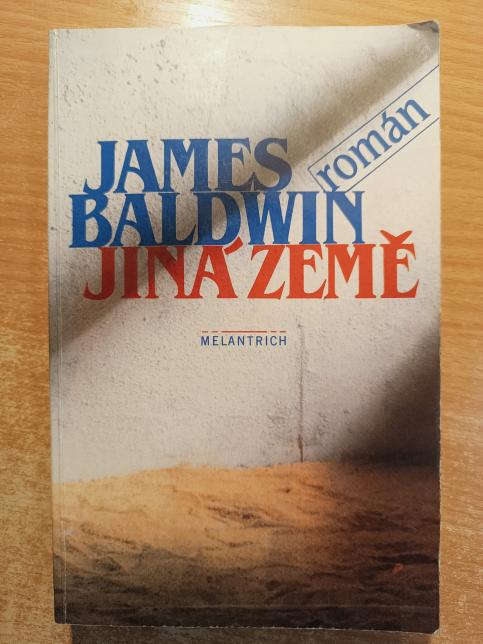 JAMES
BALDWIN
román
JINÁ ZEMĚ
MELANTRICH